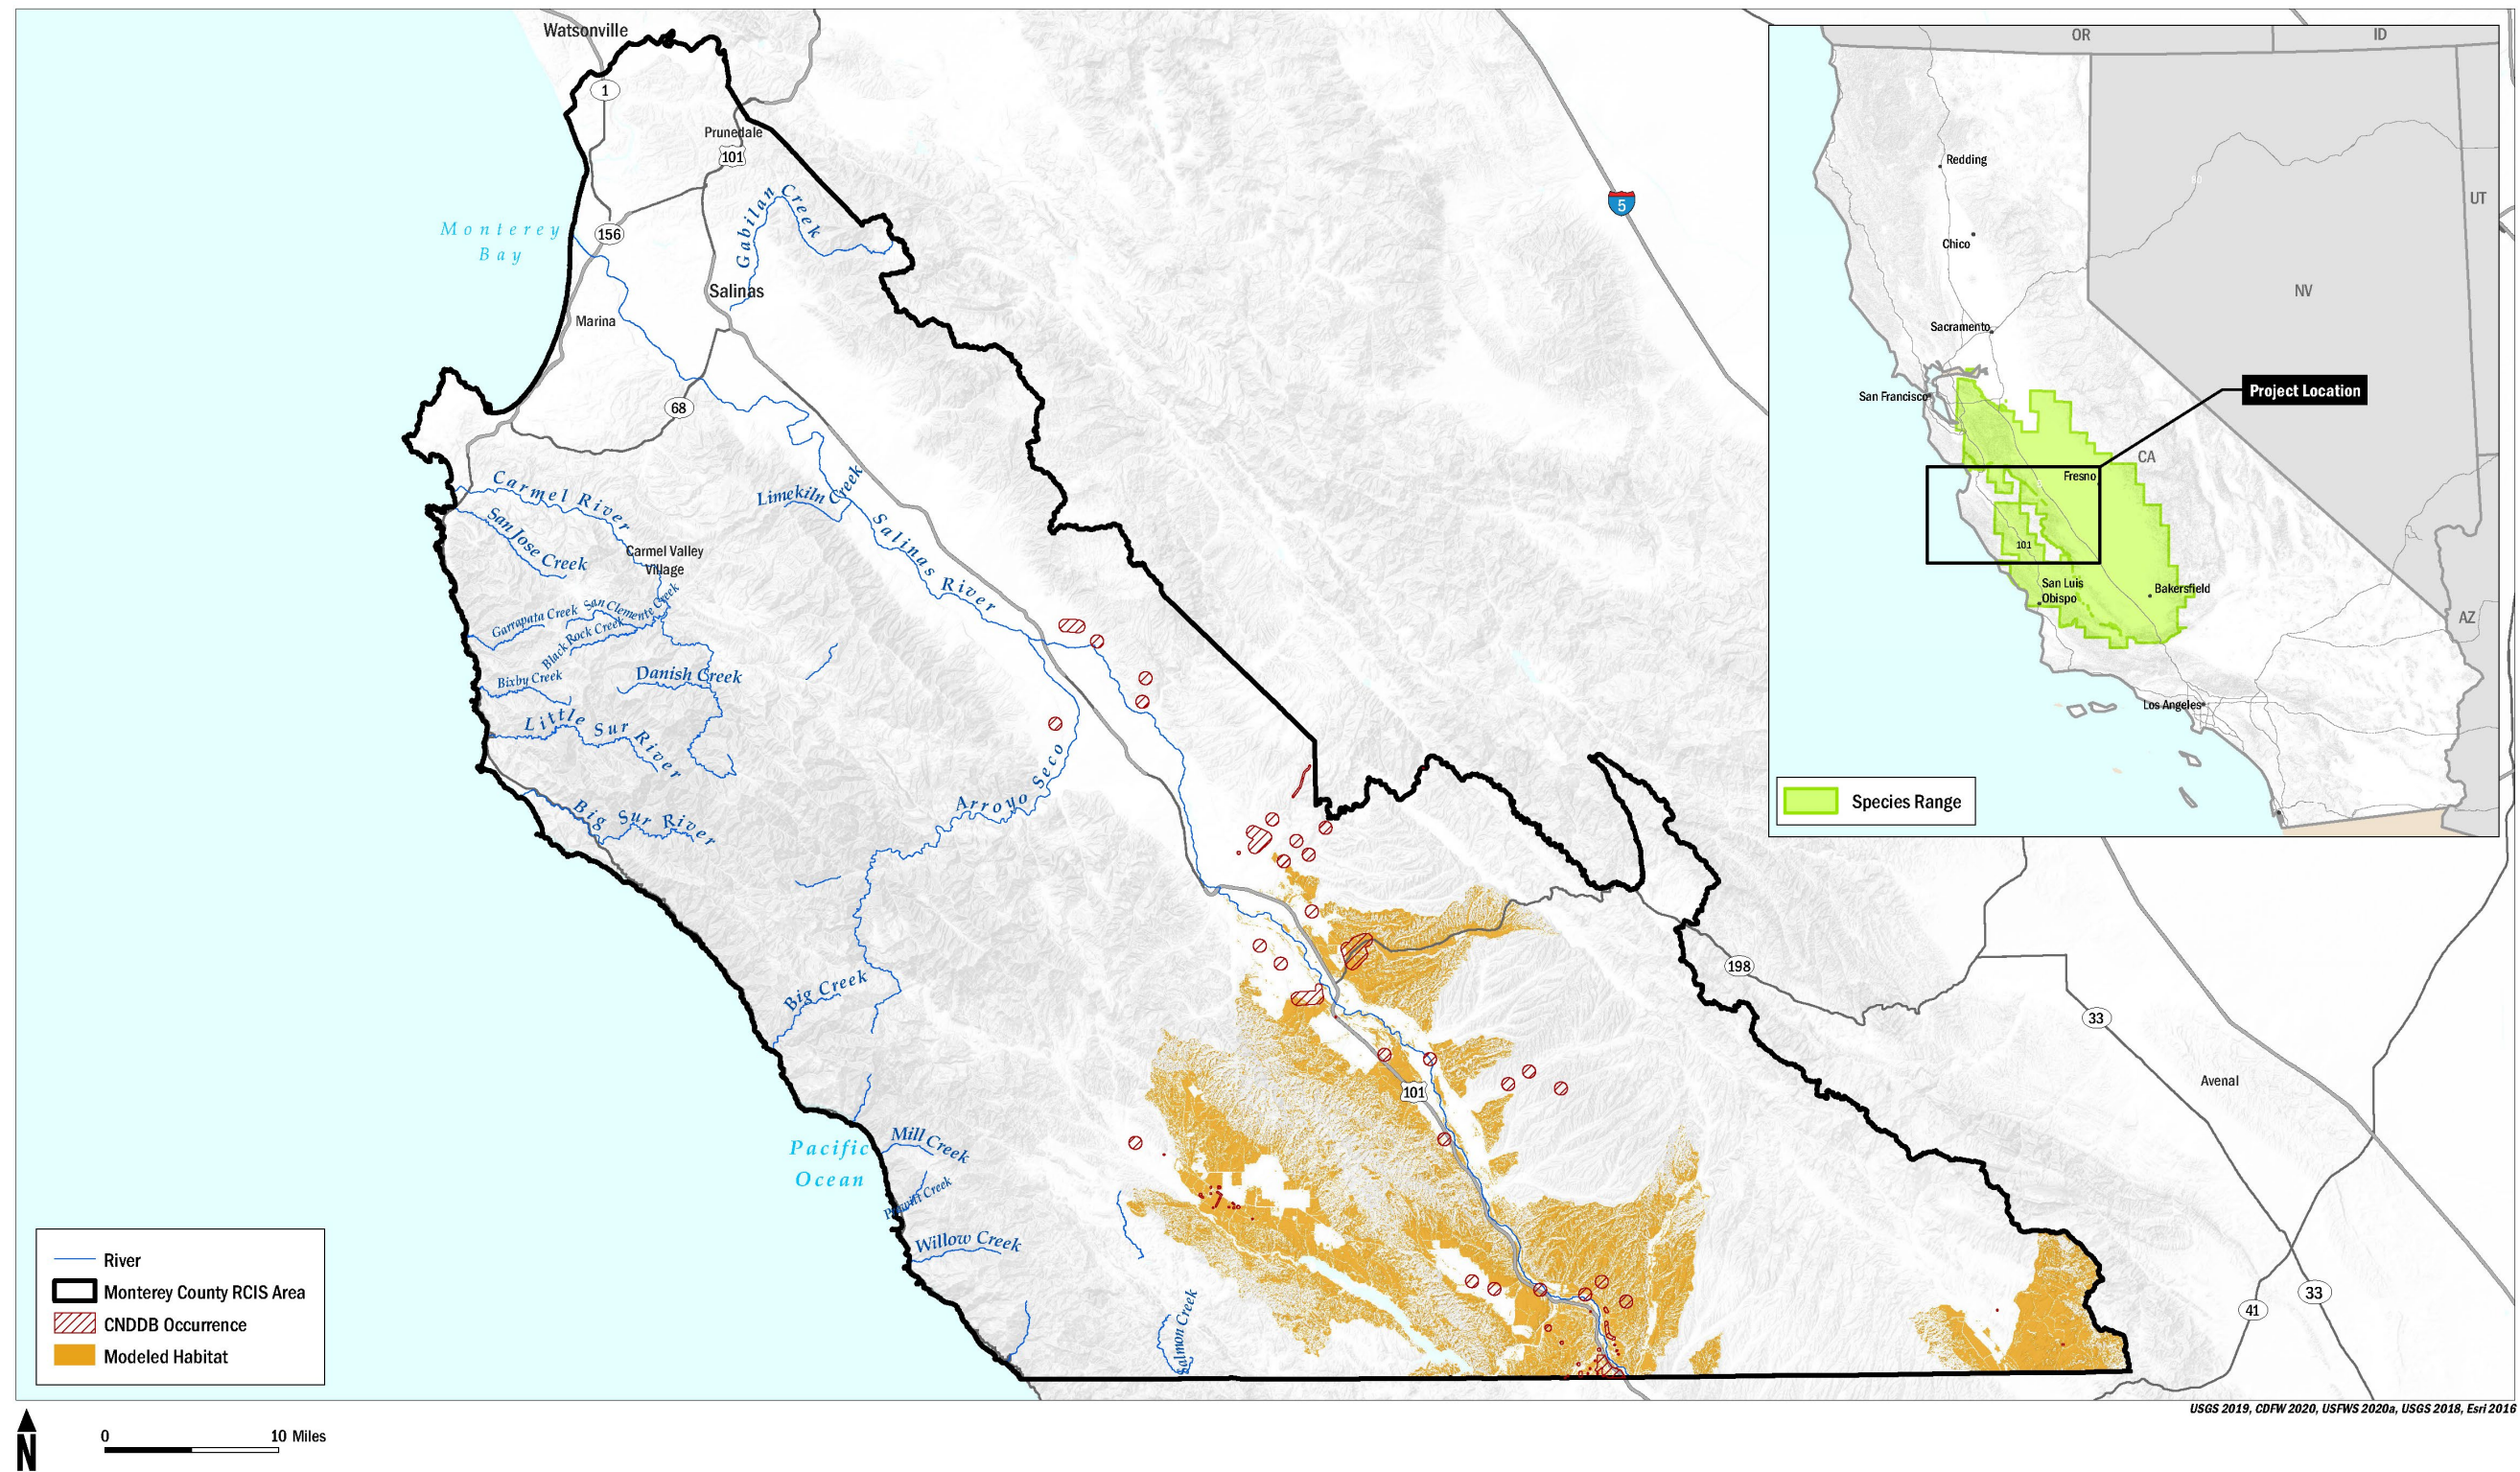 Watsonville
1
Prunedale
101
Gabilan Creek
Monterey
Bay
156
Salinas
Marina
68
5
Carmel River
San Jose Creek
Limekiln Creek
Salinas River
Carmel Valley
Village
Garrapata Creek
San Clemente Creek
Black Rock Creek
Bixby Creek
Danish Creek
Little Sur River
Big Sur River
Arroyo Seco
Big Creek
198
33
101
Avenal
Pacific
Ocean
Mill Creek
Creek
Willow Creek
Salmon Creek
41
33
OR
ID
Redding
UT
Chico
NV
Sacramento
San Francisco
Project Location
CA
Fresno
101
San Luis
Obispo
Bakersfield
AZ
Los Angeles
Species Range
River
Monterey County RCIS Area
CNDDB Occurrence
Modeled Habitat
N
0 10 Miles
USGS 2019, CDFW 2020, USFWS 2020a, USGS 2018, Esri 2016